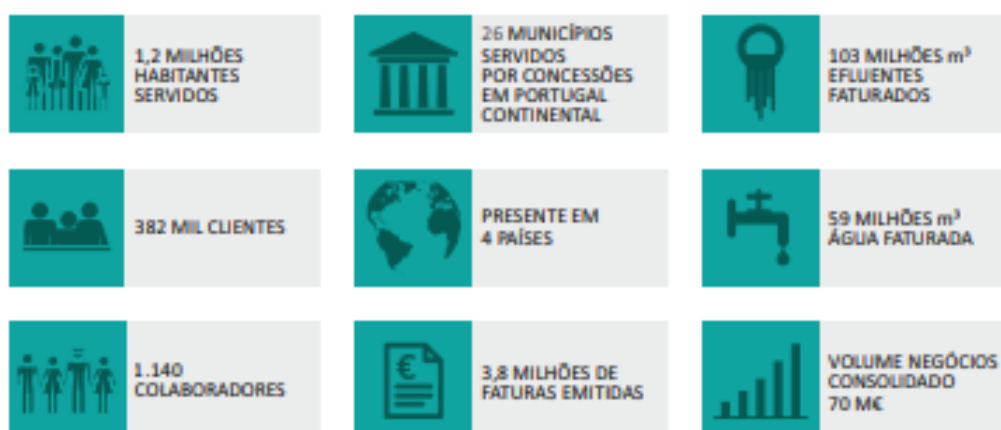 1,2 MILHÕES
HABITANTES
SERVIDOS
26 MUNICÍPIOS
SERVIDOS
POR CONCESSÕES
EM PORTUGAL
CONTINENTAL
103 MILHÕES m³
EFLUENTES
FATURADOS
382 MIL CLIENTES
PRESENTE EM
4 PAÍSES
59 MILHÕES m³
ÁGUA FATURADA
1.140
COLABORADORES
€
3,8 MILHÕES DE
FATURAS EMITIDAS
VOLUME NEGÓCIOS
CONSOLIDADO
70 M€